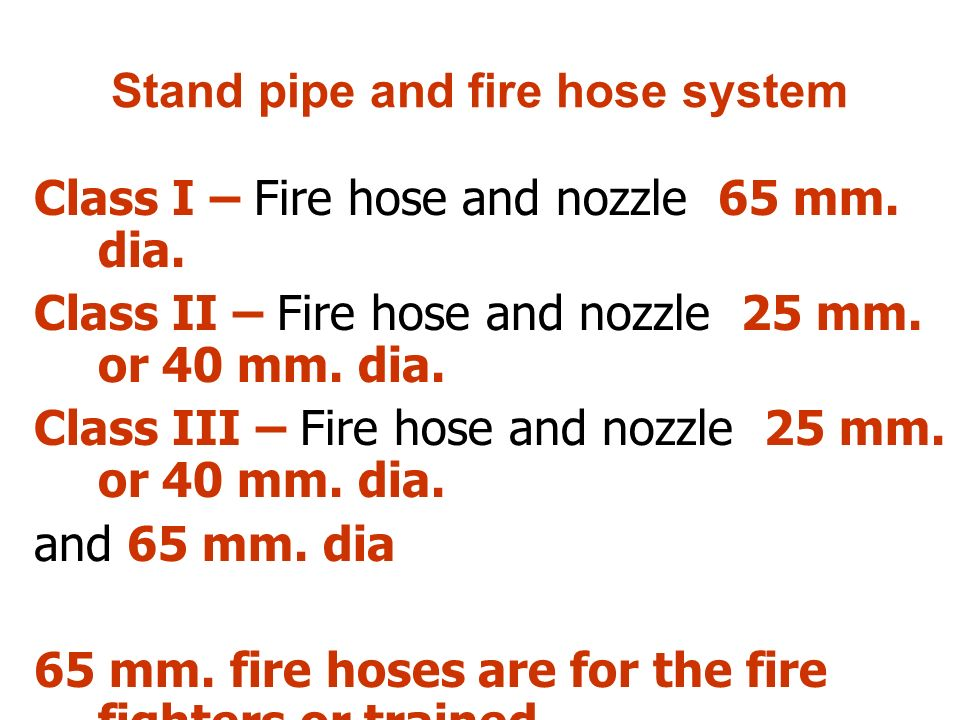 Stand pipe and fire hose system
Class I – Fire hose and nozzle 65 mm.
dia.
Class II – Fire hose and nozzle 25 mm.
or 40 mm. dia.
Class III – Fire hose and nozzle 25 mm.
or 40 mm. dia.
and 65 mm. dia
65 mm. fire hoses are for the fire
fighters or trained